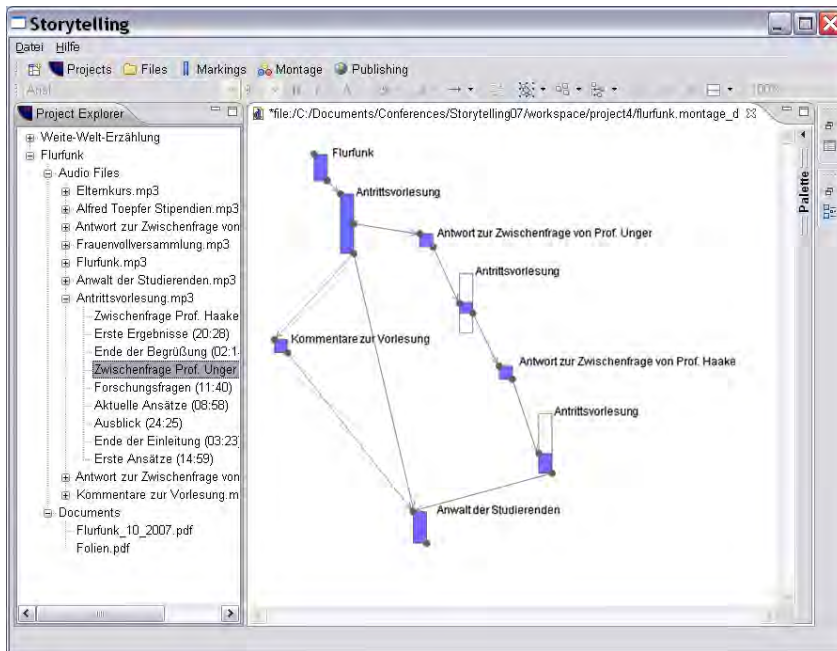 Storytelling
Datei Hilfe
Projects Files Markings Montage Publishing
Arial 100%
Project Explorer
*file:/C:/Documents/Conferences/Storytelling07/workspace/project4/flurfunk.montage_d
Weite-Welt-Erzählung
Flurfunk
Audio Files
Elternkurs.mp3
Alfred Toepfer Stipendien.mp3
Antwort zur Zwischenfrage von
Frauenvollversammlung.mp3
Flurfunk.mp3
Anwalt der Studierenden.mp3
Antrittsvorlesung.mp3
Zwischenfrage Prof. Haake
Erste Ergebnisse (20:28)
Ende der Begrüßung (02:1
Zwischenfrage Prof. Unger
Forschungsfragen (11:40)
Aktuelle Ansätze (08:58)
Ausblick (24:25)
Ende der Einleitung (03:23)
Erste Ansätze (14:59)
Antwort zur Zwischenfrage von
Kommentare zur Vorlesung.m
Documents
Flurfunk_10_2007.pdf
Folien.pdf
Flurfunk
Antrittsvorlesung
Antwort zur Zwischenfrage von Prof. Unger
Antrittsvorlesung
Kommentare zur Vorlesung
Antwort zur Zwischenfrage von Prof. Haake
Antrittsvorlesung
Anwalt der Studierenden
Palette